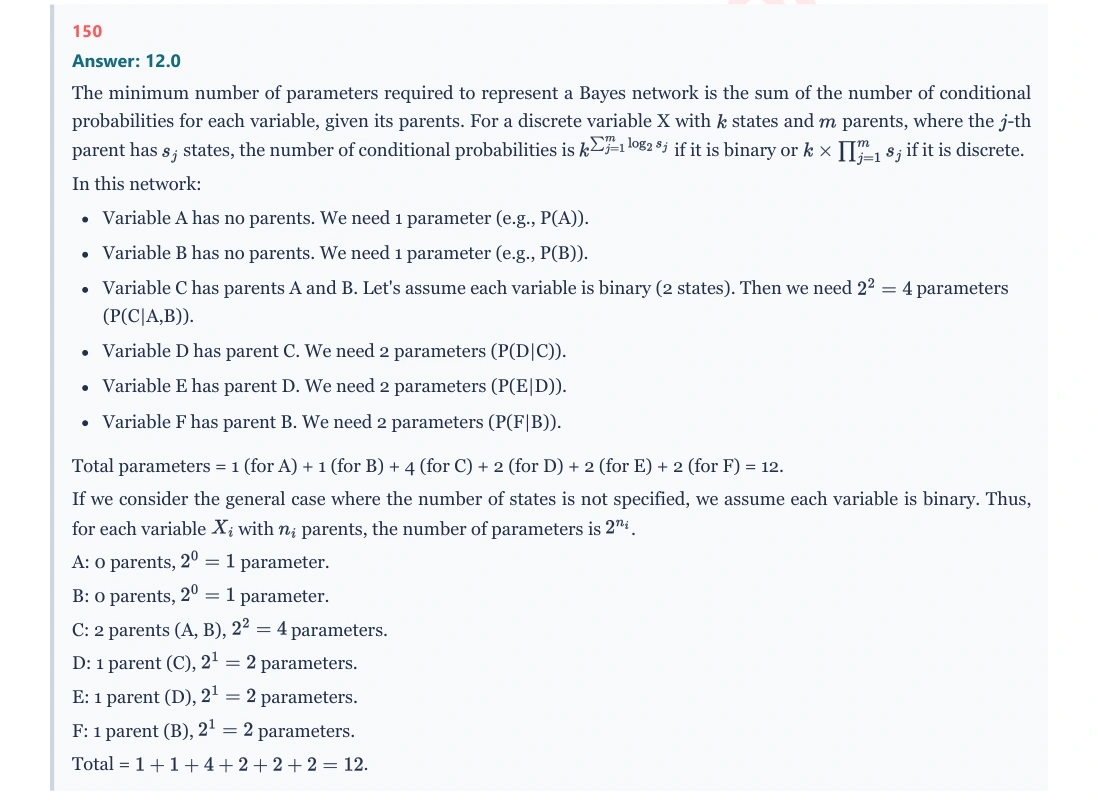 150
Answer: 12.0
The minimum number of parameters required to represent a Bayes network is the sum of the number of conditional
probabilities for each variable, given its parents. For a discrete variable X with k states and m parents, where the j-th
parent has s_j states, the number of conditional probabilities is k^{∑_{j=1}^{m} log_2 s_j} if it is binary or k × ∏_{j=1}^{m} s_j if it is discrete.
In this network:
• Variable A has no parents. We need 1 parameter (e.g., P(A)).
• Variable B has no parents. We need 1 parameter (e.g., P(B)).
• Variable C has parents A and B. Let's assume each variable is binary (2 states). Then we need 2² = 4 parameters
(P(C|A,B)).
• Variable D has parent C. We need 2 parameters (P(D|C)).
• Variable E has parent D. We need 2 parameters (P(E|D)).
• Variable F has parent B. We need 2 parameters (P(F|B)).
Total parameters = 1 (for A) + 1 (for B) + 4 (for C) + 2 (for D) + 2 (for E) + 2 (for F) = 12.
If we consider the general case where the number of states is not specified, we assume each variable is binary. Thus,
for each variable X_i with n_i parents, the number of parameters is 2^{n_i}.
A: 0 parents, 2⁰ = 1 parameter.
B: 0 parents, 2⁰ = 1 parameter.
C: 2 parents (A, B), 2² = 4 parameters.
D: 1 parent (C), 2¹ = 2 parameters.
E: 1 parent (D), 2¹ = 2 parameters.
F: 1 parent (B), 2¹ = 2 parameters.
Total = 1 + 1 + 4 + 2 + 2 + 2 = 12.